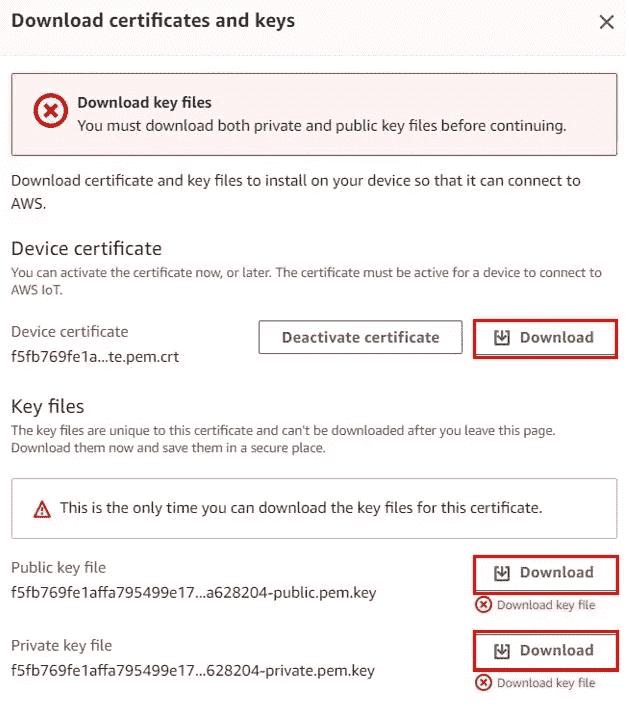 Download certificates and keys
Download key files
You must download both private and public key files before continuing.
Download certificate and key files to install on your device so that it can connect to
AWS.
Device certificate
You can activate the certificate now, or later. The certificate must be active for a device to connect to
AWS IoT.
Device certificate
f5fb769fe1a...te.pem.crt
Deactivate certificate
Download
Key files
The key files are unique to this certificate and can't be downloaded after you leave this page.
Download them now and save them in a secure place.
This is the only time you can download the key files for this certificate.
Public key file
f5fb769fe1affa795499e17...a628204-public.pem.key
Download
Download key file
Private key file
f5fb769fe1affa795499e17...628204-private.pem.key
Download
Download key file